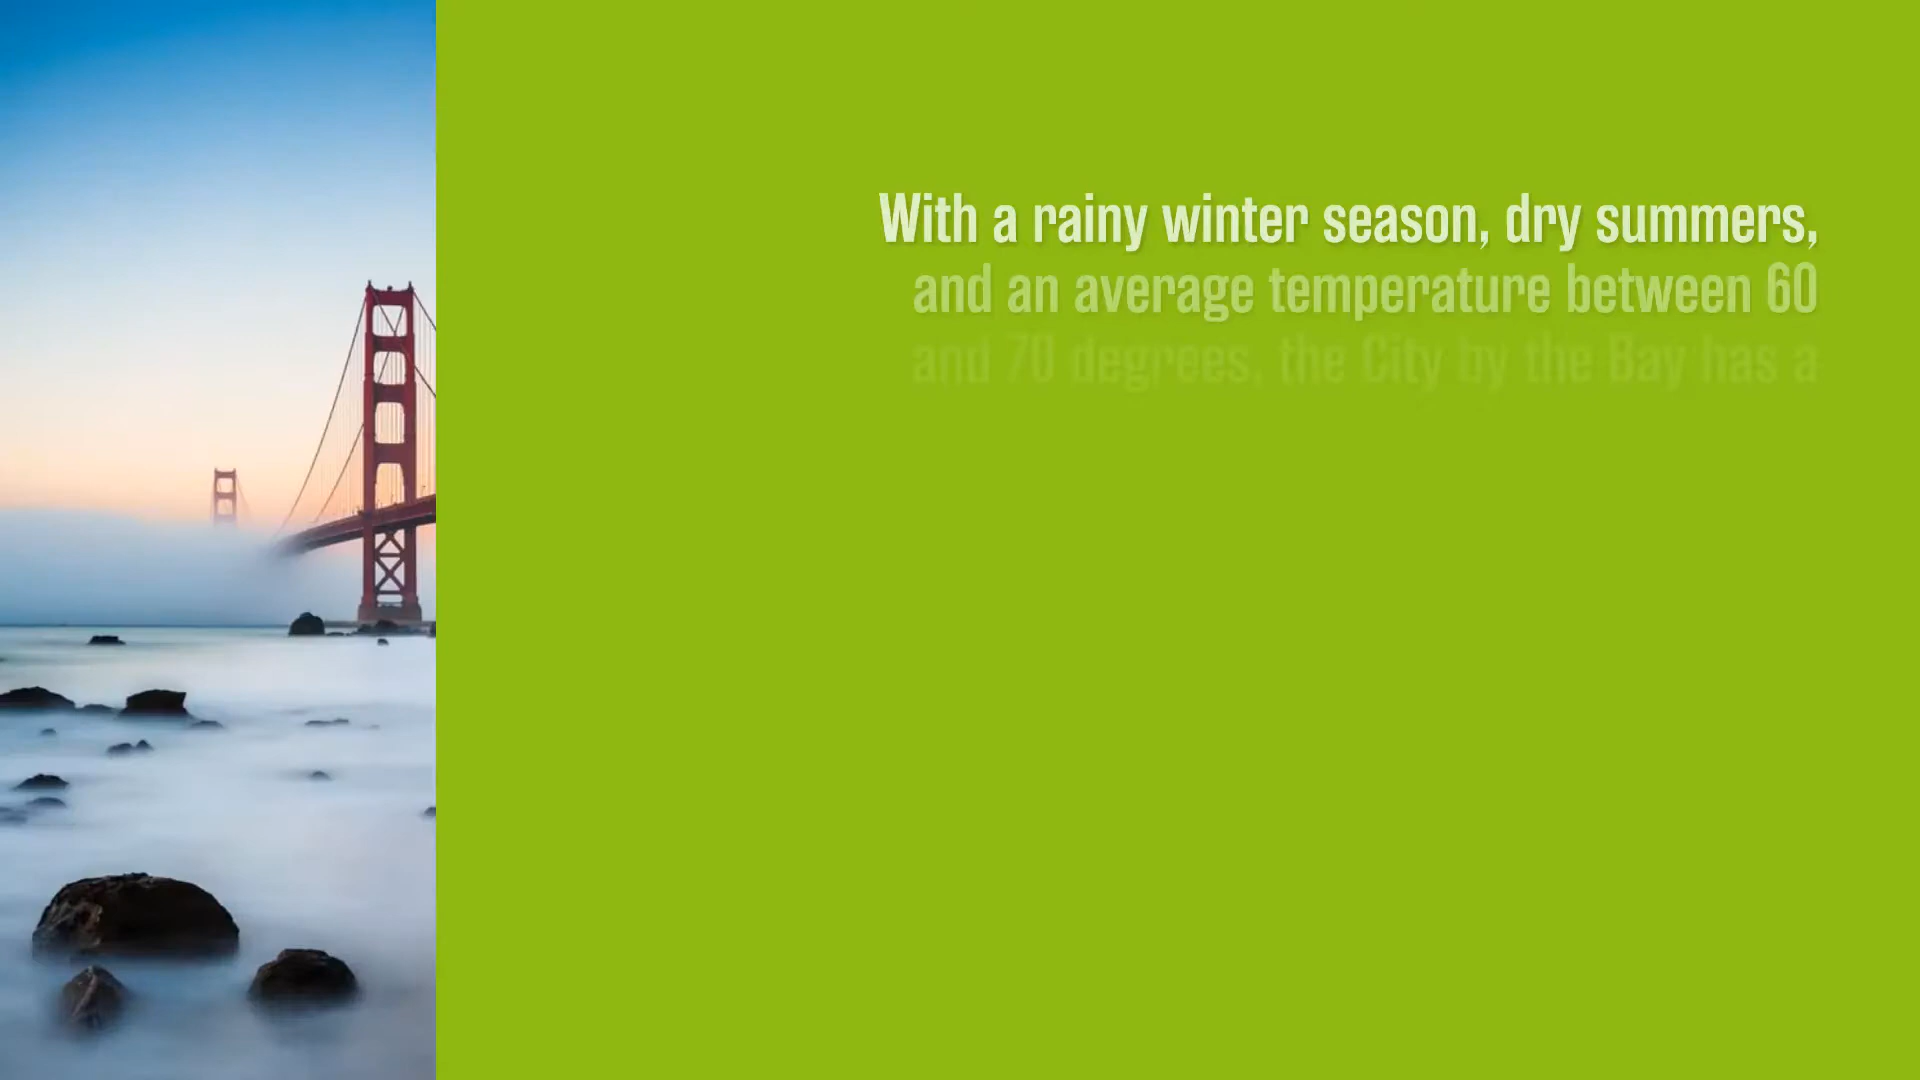 With a rainy winter season, dry summers,
and an average temperature between 60
and 70 degrees, the City by the Bay has a